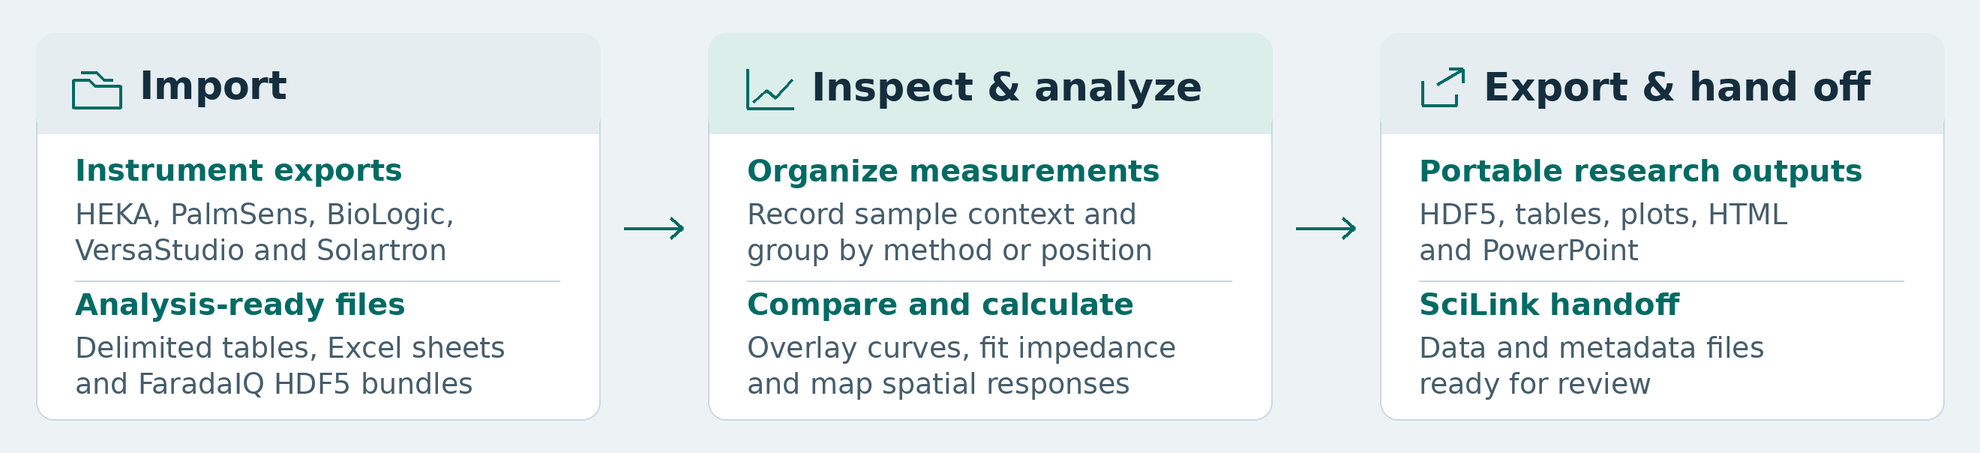 Import
Instrument exports
HEKA, PalmSens, BioLogic,
VersaStudio and Solartron
Analysis-ready files
Delimited tables, Excel sheets
and FaradaIQ HDF5 bundles
Inspect & analyze
Organize measurements
Record sample context and
group by method or position
Compare and calculate
Overlay curves, fit impedance
and map spatial responses
Export & hand off
Portable research outputs
HDF5, tables, plots, HTML
and PowerPoint
SciLink handoff
Data and metadata files
ready for review